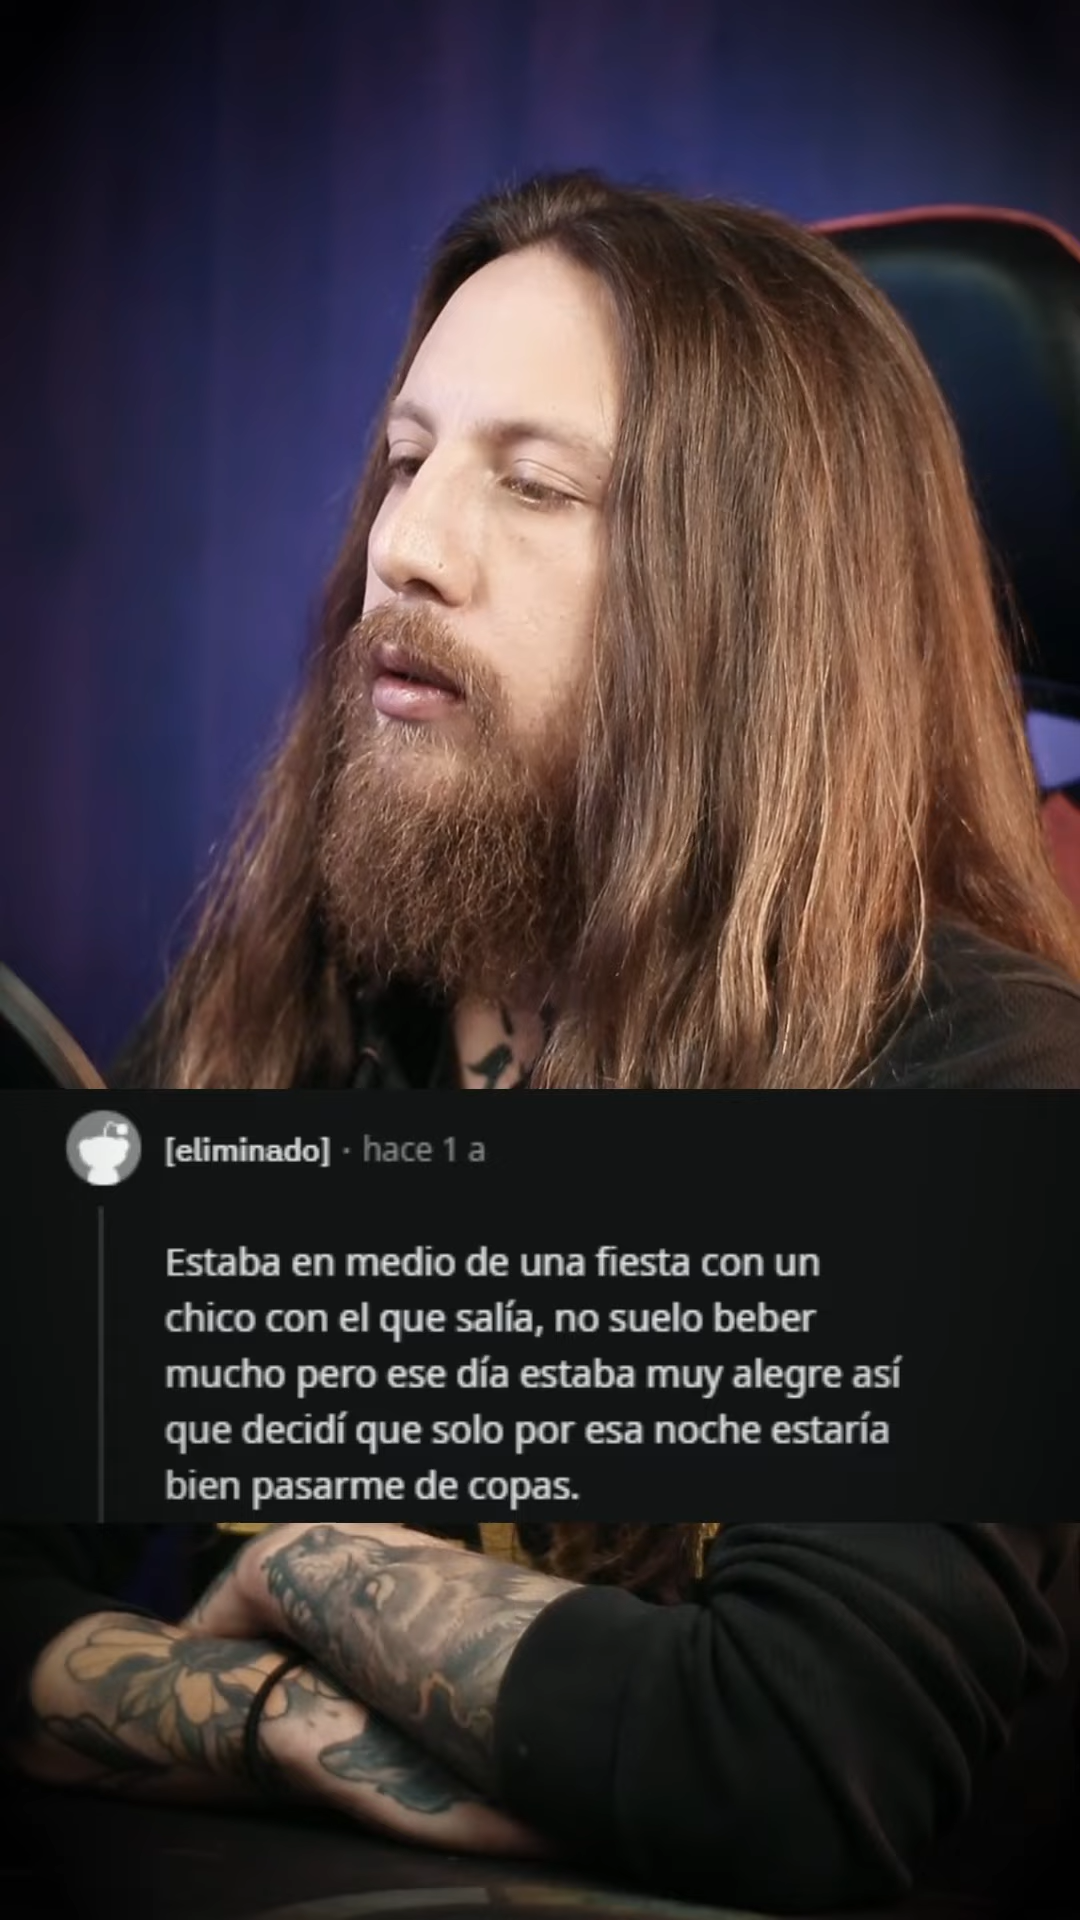 [eliminado] · hace 1 a
Estaba en medio de una fiesta con un
chico con el que salía, no suelo beber
mucho pero ese día estaba muy alegre así
que decidí que solo por esa noche estaría
bien pasarme de copas.